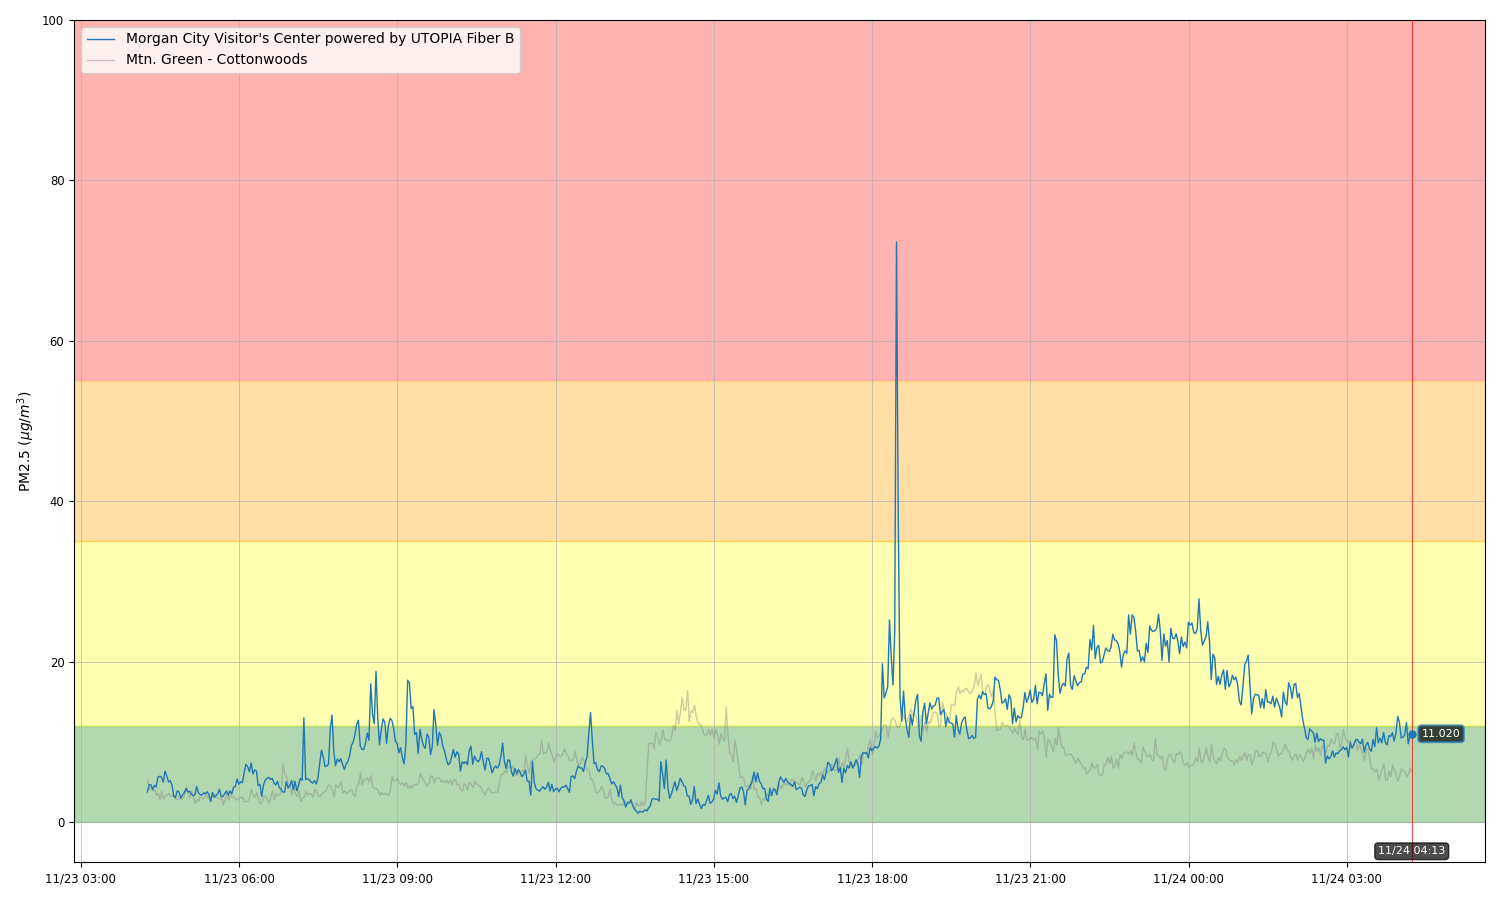 100
Morgan City Visitor's Center powered by UTOPIA Fiber B
Mtn. Green - Cottonwoods
80
60
PM2.5 (μg/m³)
40
20
11.020
0
11/24 04:13
11/23 03:00 11/23 06:00 11/23 09:00 11/23 12:00 11/23 15:00 11/23 18:00 11/23 21:00 11/24 00:00 11/24 03:00